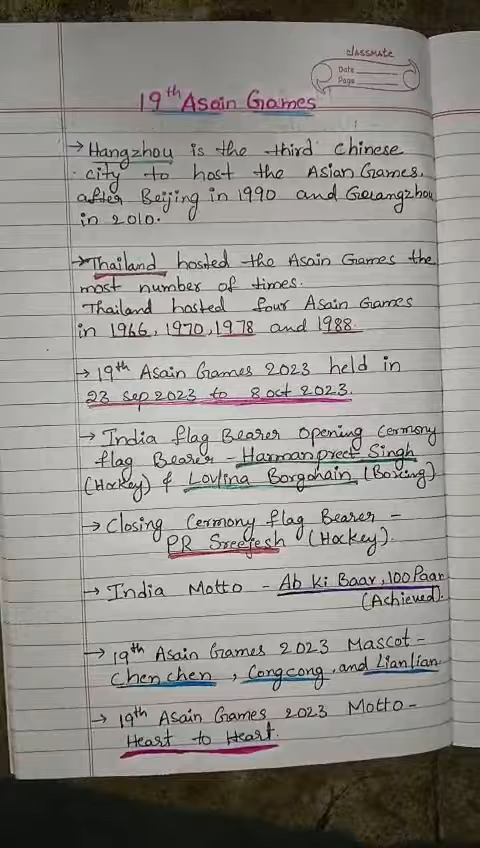 classmate
Date
Page
19th Asain Games
→ Hangzhou is the third chinese
city to host the Asian Games,
after Beijing in 1990 and Guangzhou
in 2010.
→ Thailand hosted the Asain Games the
most number of times.
Thailand hosted four Asain Games
in 1966, 1970, 1978 and 1988.
→ 19th Asain Games 2023 held in
23 sep 2023 to 8 oct 2023.
→ India flag Bearer opening Cermony
flag Bearer - Harmanpreet Singh
(Hockey) & Lovlina Borgohain (Boxing)
→ Closing Cermony flag Bearer -
PR Sreejesh (Hockey).
→ India Motto - Ab Ki Baar, 100 Paar
(Achieved).
→ 19th Asain Games 2023 Mascot -
Chenchen, Congcong, and Lianlian.
→ 19th Asain Games 2023 Motto -
Heart to Heart.